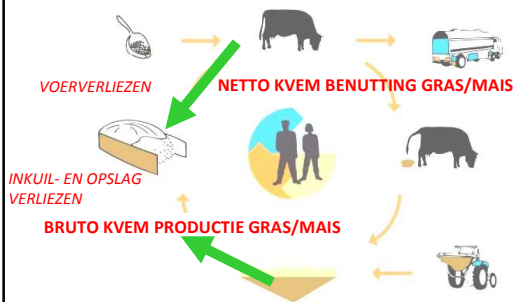 VOERVERLIEZEN
NETTO KVEM BENUTTING GRAS/MAIS
INKUIL- EN OPSLAG
VERLIEZEN
BRUTO KVEM PRODUCTIE GRAS/MAIS